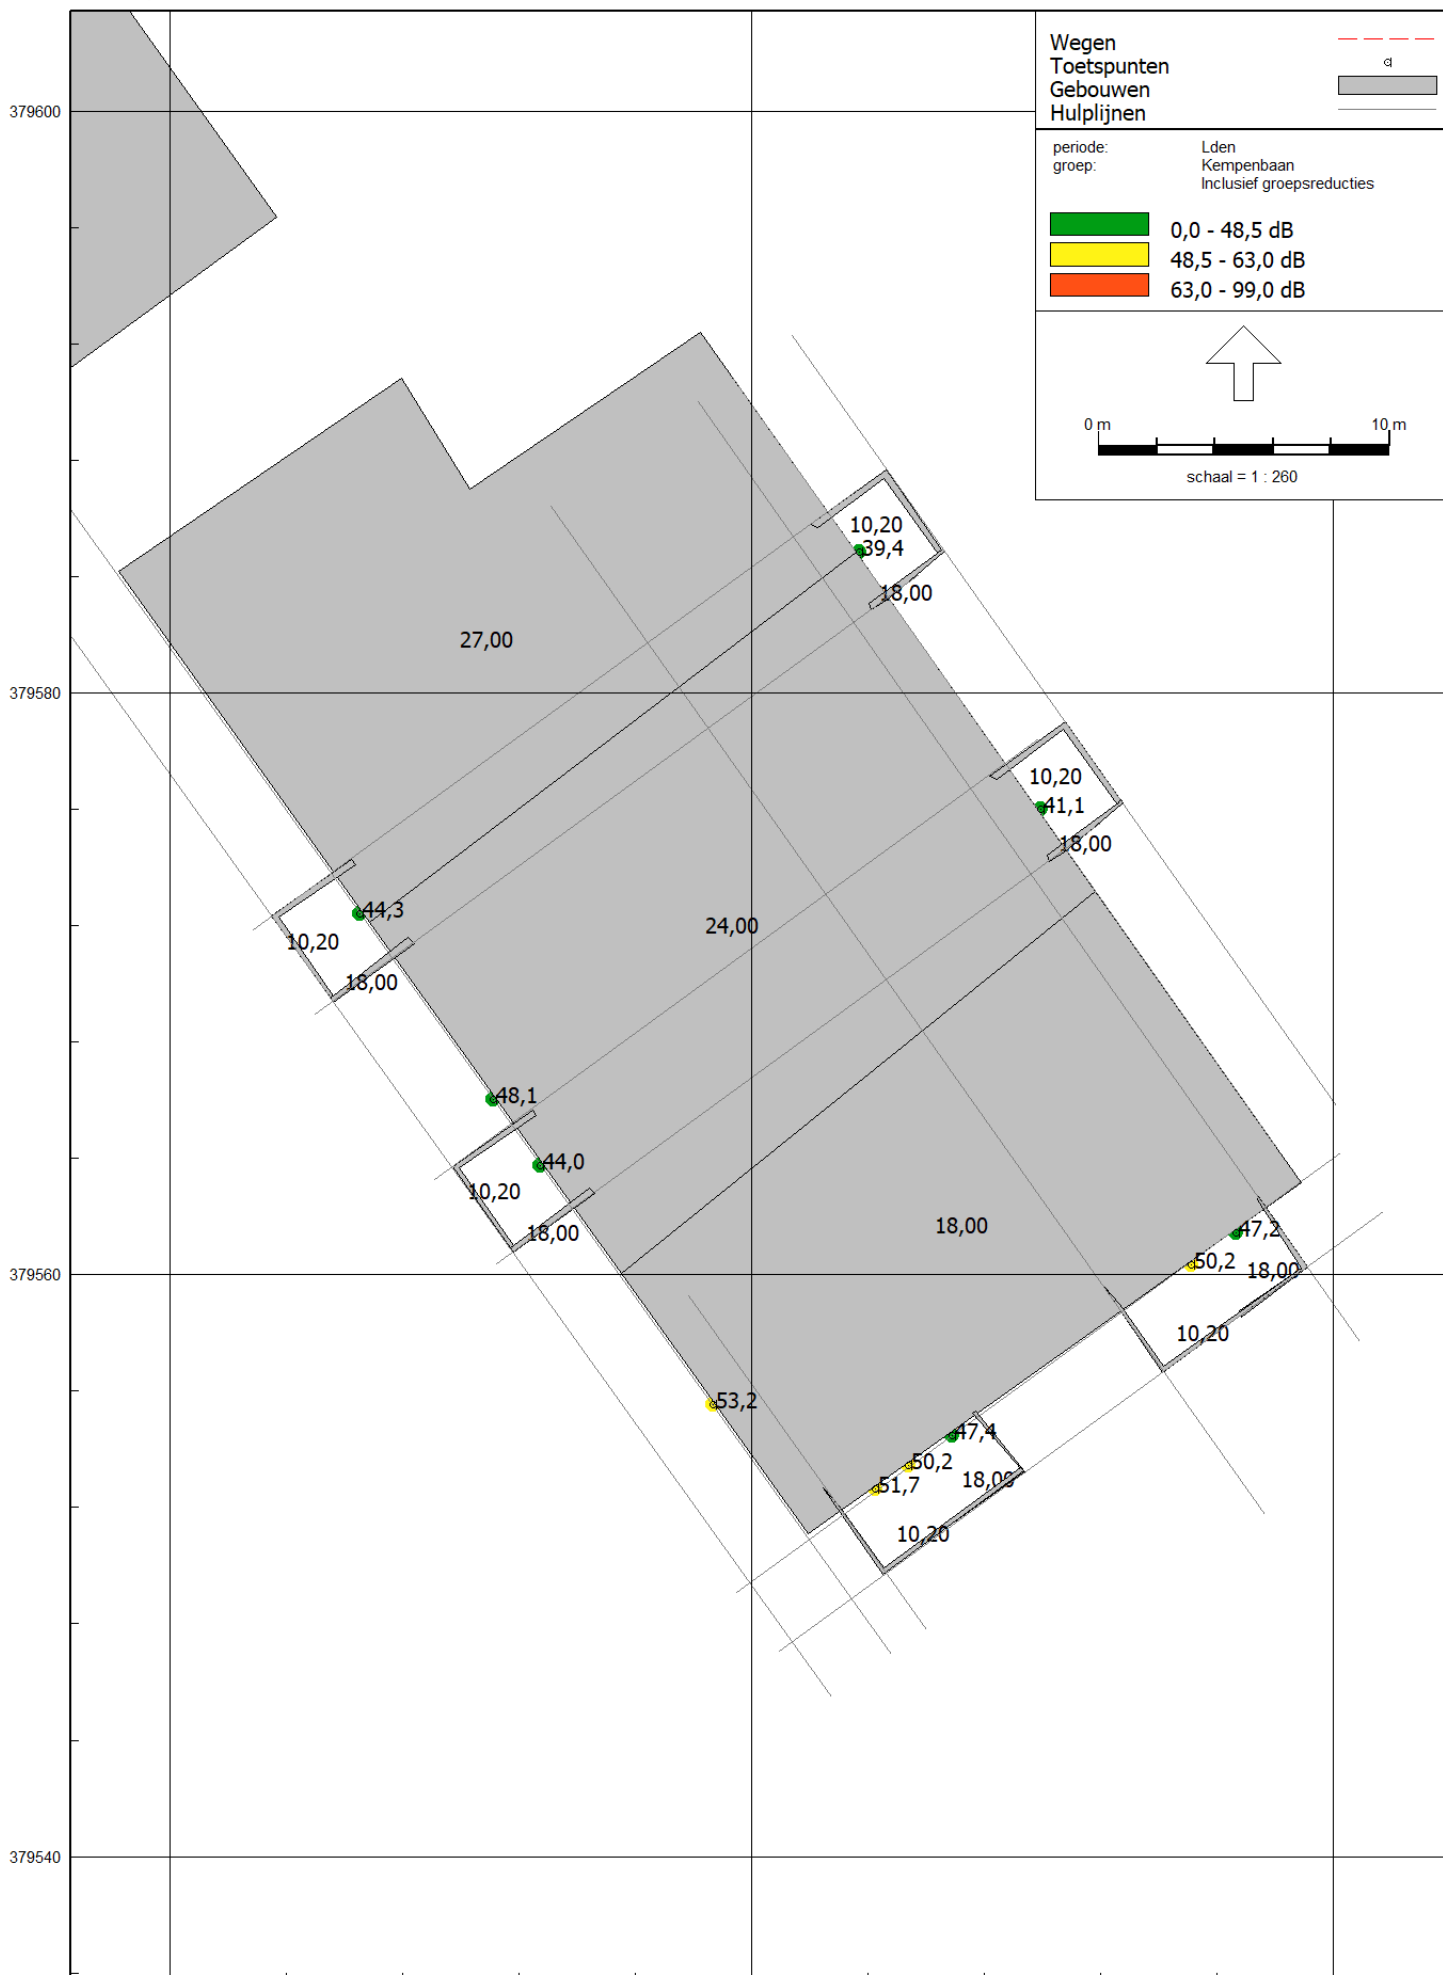 Wegen
Toetspunten
Gebouwen
Hulplijnen
periode: Lden
groep: Kempenbaan
Inclusief groepsreducties
0,0 - 48,5 dB
48,5 - 63,0 dB
63,0 - 99,0 dB
0 m 10 m
schaal = 1 : 260
379600
10,20
39,4
18,00
27,00
379580
10,20
41,1
18,00
44,3
24,00
10,20
18,00
48,1
44,0
10,20
18,00
18,00
47,2
50,2
18,00
379560
10,20
53,2
47,4
50,2
18,00
51,7
10,20
379540